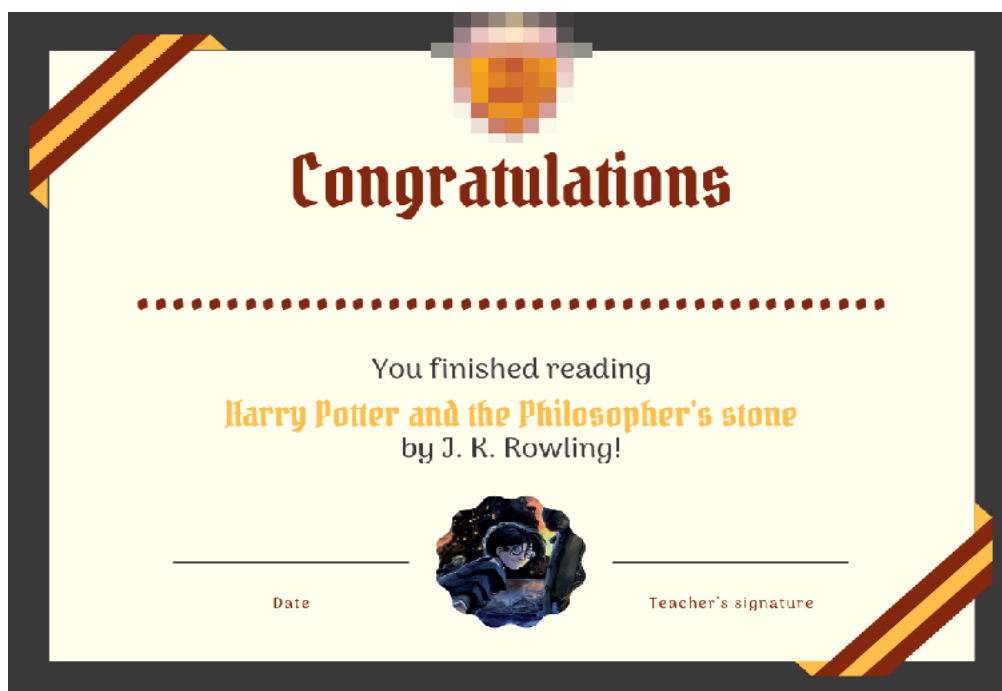 Congratulations
You finished reading
Harry Potter and the Philosopher's stone
by J. K. Rowling!
Date
Teacher's signature